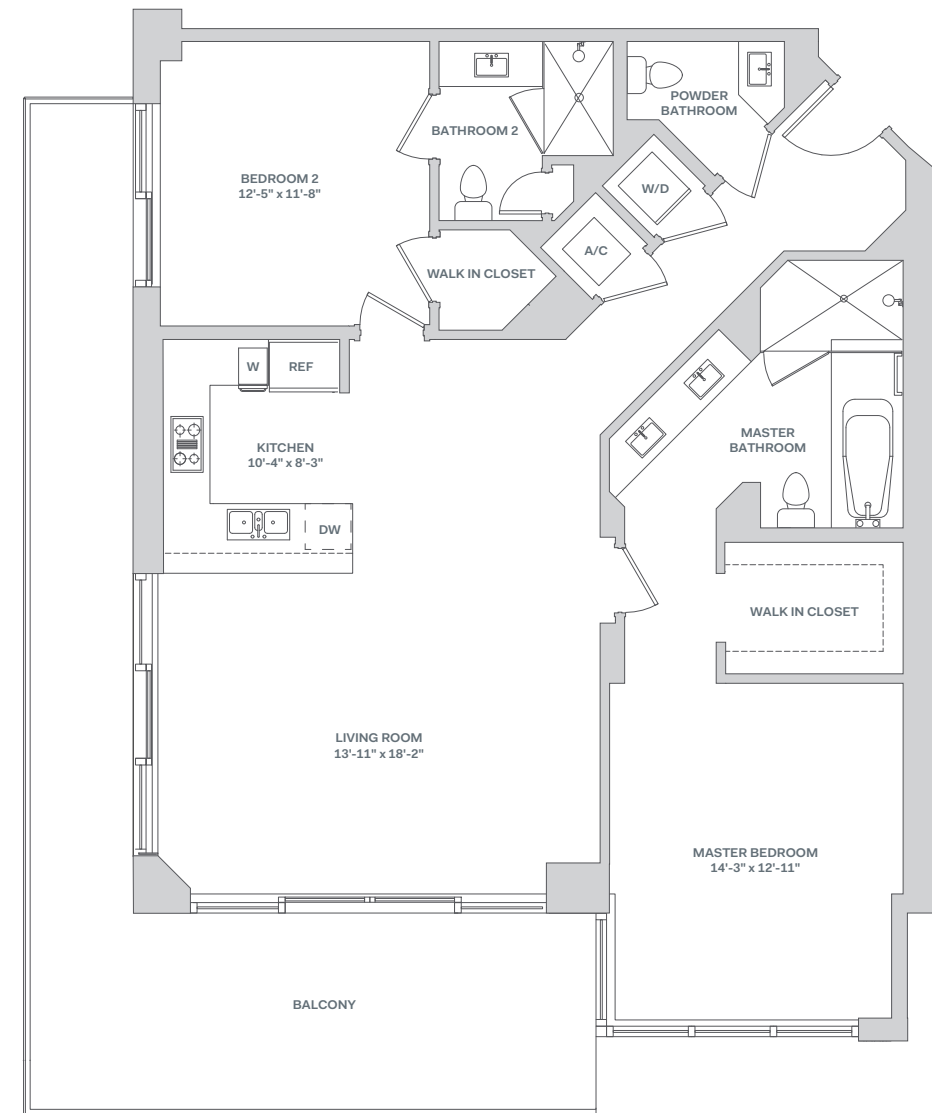 POWDER
BATHROOM
BATHROOM 2
BEDROOM 2
12'-5" x 11'-8"
W/D
A/C
WALK IN CLOSET
W
REF
KITCHEN
10'-4" x 8'-3"
MASTER
BATHROOM
DW
WALK IN CLOSET
LIVING ROOM
13'-11" x 18'-2"
MASTER BEDROOM
14'-3" x 12'-11"
BALCONY